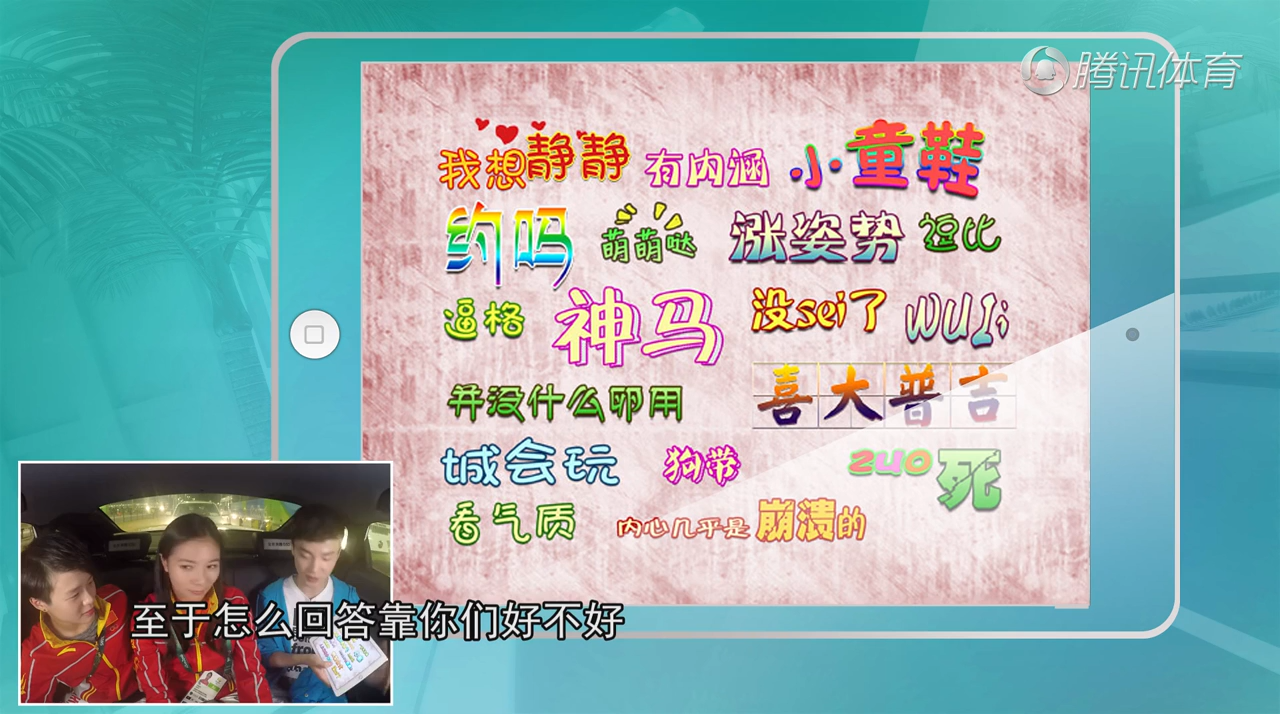 腾讯体育
我想静静 有内涵 小童鞋
约吗 萌萌哒 涨姿势 逗比
逼格 神马 没sei了 WULi
并没什么卵用 喜大普吉
城会玩 狗带 zuo死
看气质 内心几乎是崩溃的
至于怎么回答靠你们好不好